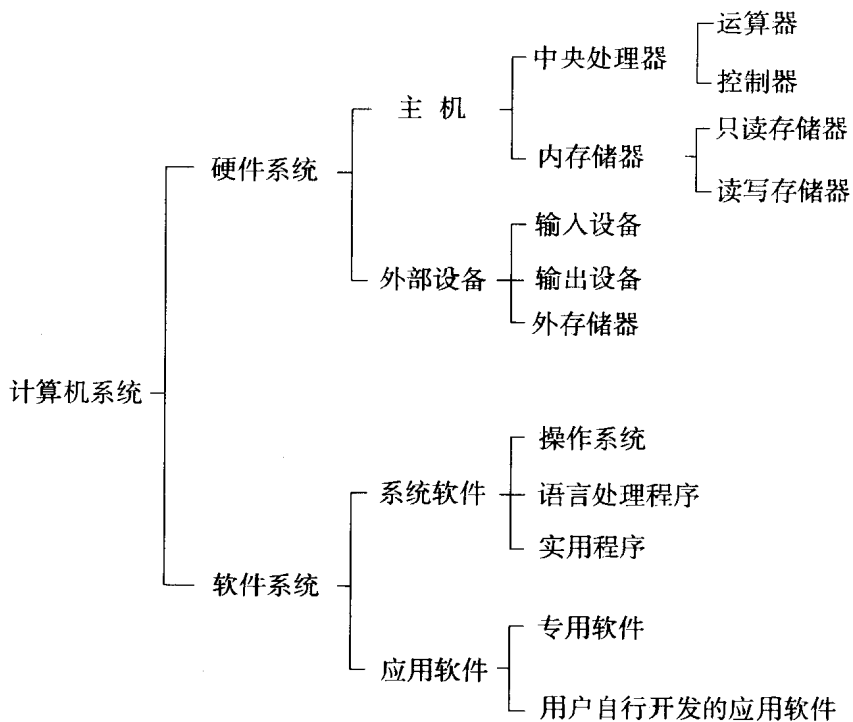 运算器
中央处理器
控制器
主 机
只读存储器
内存储器
硬件系统
读写存储器
输入设备
外部设备
输出设备
外存储器
计算机系统
操作系统
系统软件
语言处理程序
实用程序
软件系统
专用软件
应用软件
用户自行开发的应用软件